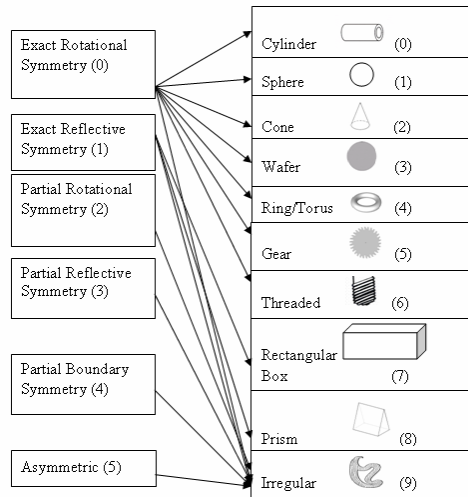 Exact Rotational
Symmetry (0)
Exact Reflective
Symmetry (1)
Partial Rotational
Symmetry (2)
Partial Reflective
Symmetry (3)
Partial Boundary
Symmetry (4)
Asymmetric (5)
Cylinder (0)
Sphere (1)
Cone (2)
Wafer (3)
Ring/Torus (4)
Gear (5)
Threaded (6)
Rectangular
Box (7)
Prism (8)
Irregular (9)